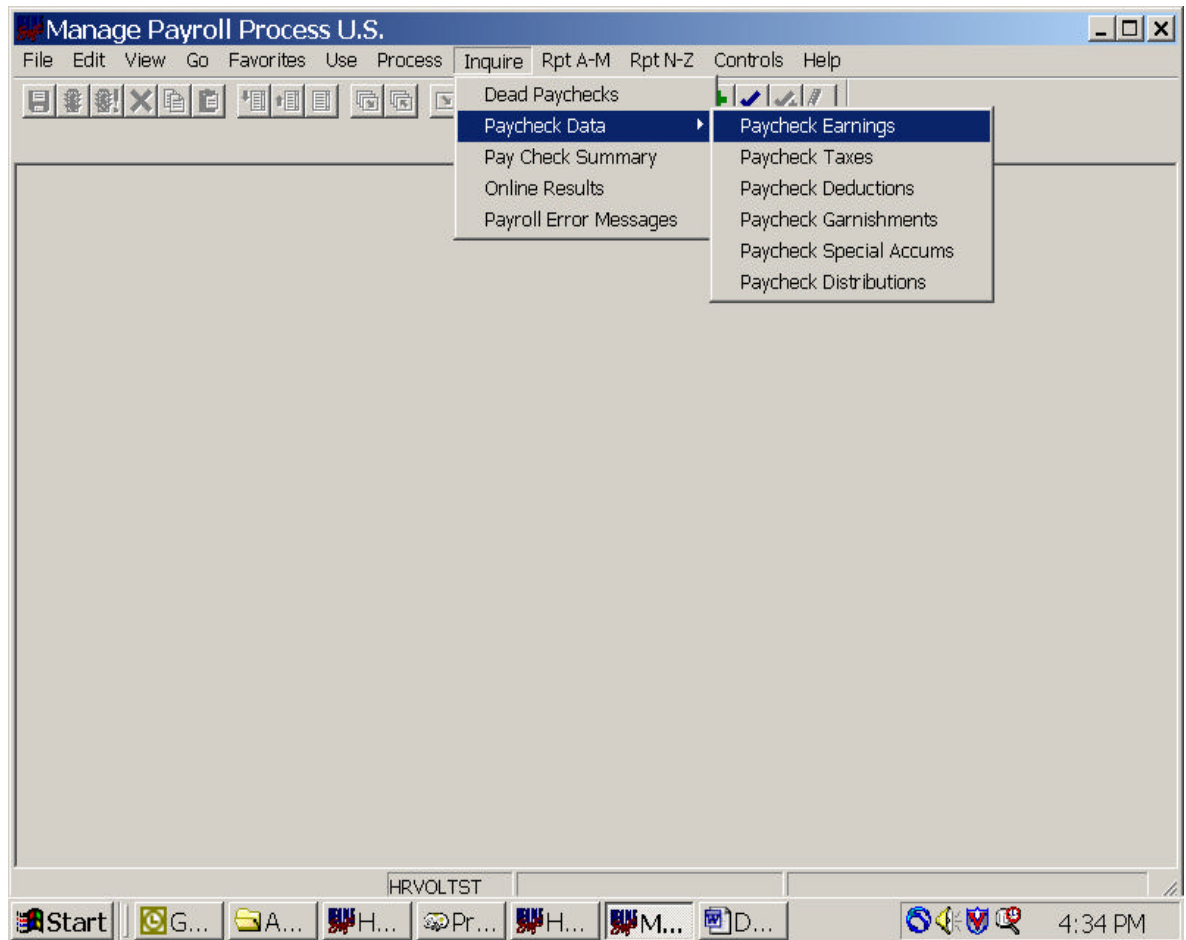 Manage Payroll Process U.S.
File Edit View Go Favorites Use Process Inquire Rpt A-M Rpt N-Z Controls Help
Dead Paychecks
Paycheck Data
Pay Check Summary
Online Results
Payroll Error Messages
Paycheck Earnings
Paycheck Taxes
Paycheck Deductions
Paycheck Garnishments
Paycheck Special Accums
Paycheck Distributions
HRVOLTST
Start G... A... H... Pr... H... M... D... 4:34 PM